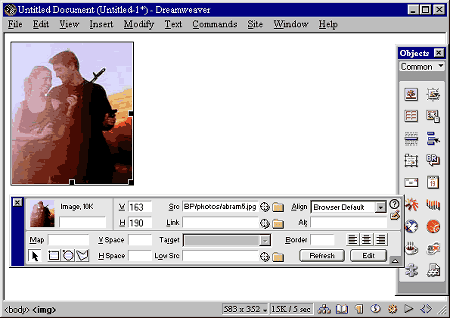 Untitled Document (Untitled-1*) - Dreamweaver
File Edit View Insert Modify Text Commands Site Window Help
Objects
Common
Image, 10K
W 163 Src BP/photos/abram5.jpg Align Browser Default
H 190 Link Alt
Map V Space Target Border
H Space Low Src Refresh Edit
<body> <img> 583 x 352 15K / 5 sec